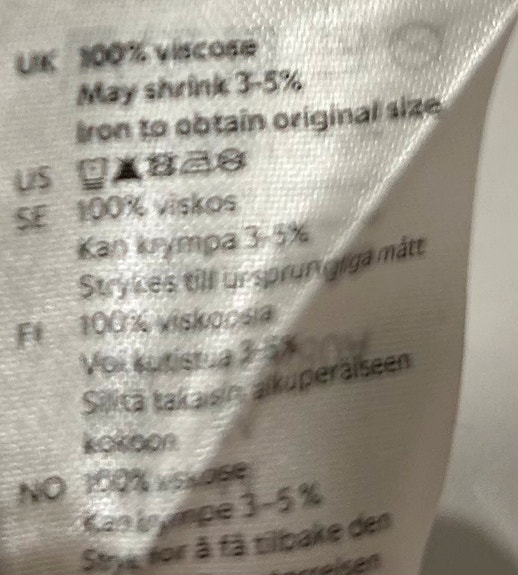 UK 100% viscose
May shrink 3-5%
Iron to obtain original size
US
SE 100% viskos
Kan krympa 3-5%
Strykes till ursprungliga mått
FI 100% viskoosia
Voi kutistua 3-5%
Silitä takaisin alkuperäiseen
kokoon
NO 100% viskose
Kan krympe 3-5%
Stryk for å få tilbake den